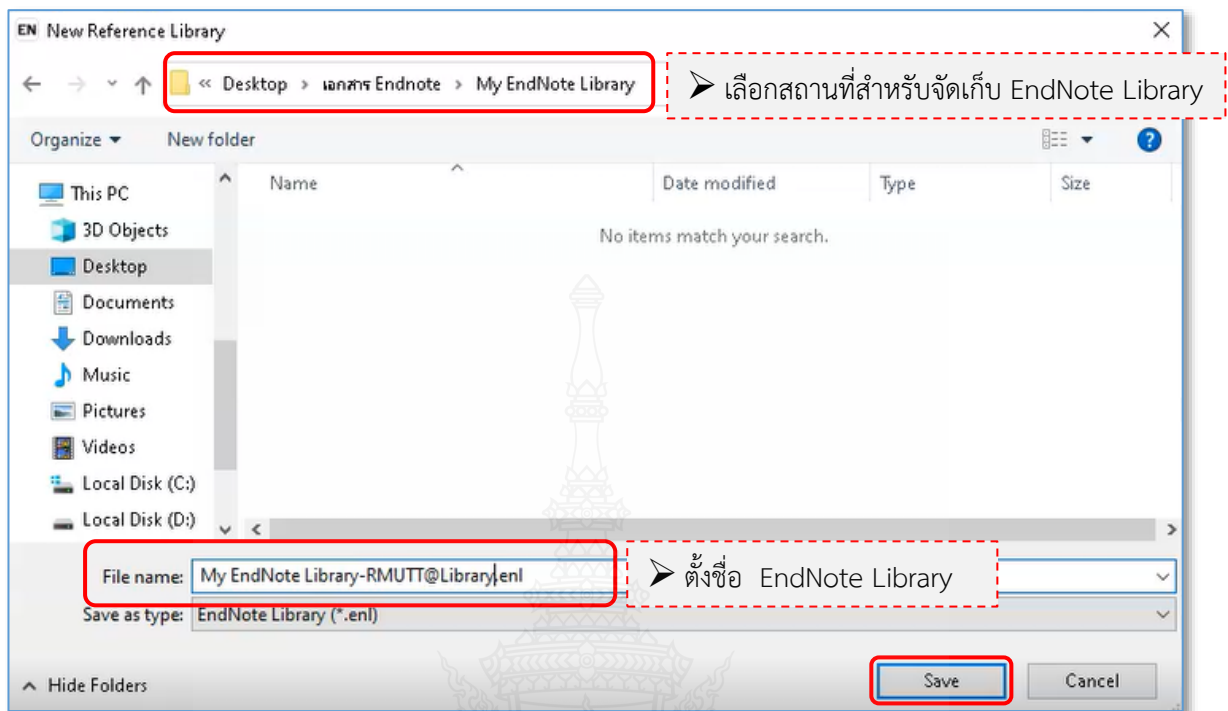 EN New Reference Library
« Desktop › เอกสาร Endnote › My EndNote Library
➢ เลือกสถานที่สำหรับจัดเก็บ EndNote Library
Organize New folder
Name Date modified Type Size
This PC
No items match your search.
3D Objects
Desktop
Documents
Downloads
Music
Pictures
Videos
Local Disk (C:)
Local Disk (D:)
File name: My EndNote Library-RMUTT@Library.enl
➢ ตั้งชื่อ EndNote Library
Save as type: EndNote Library (*.enl)
Hide Folders
Save Cancel